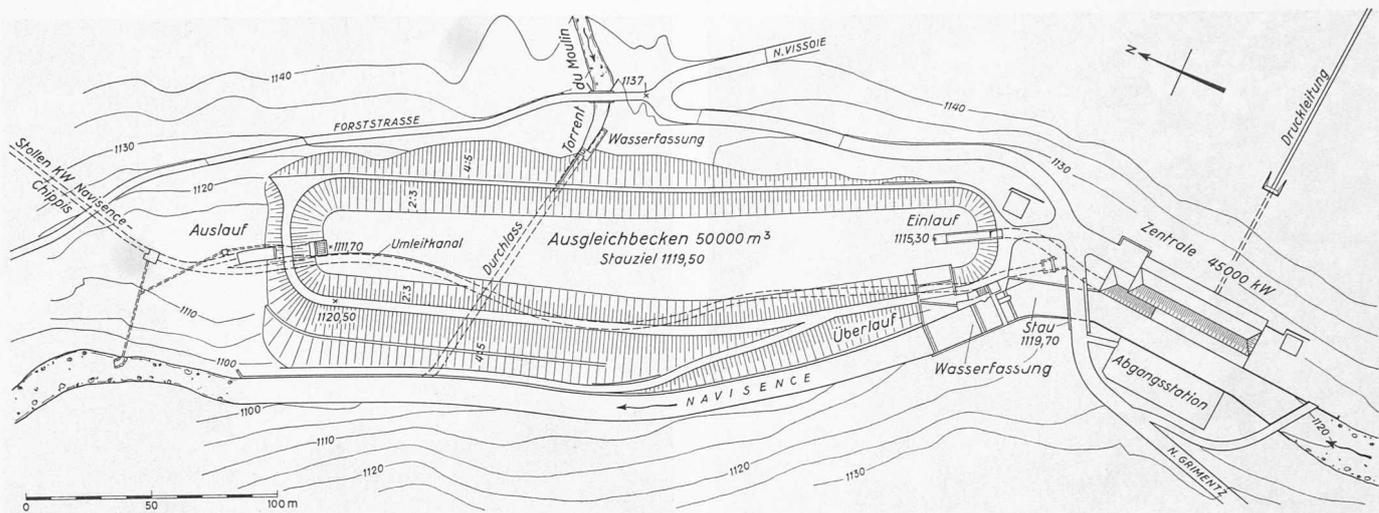 1140
du Moulin
Torrent
1137
N. VISSOIE
N
Druckleitung
1140
FORSTSTRASSE
Wasserfassung
1130
1130
Stollen KW Navisence
Chippis
1120
4:5
2:3
Auslauf
1111,70
Umleitkanal
Durchlass
Ausgleichbecken 50000 m³
Stauziel 1119,50
Einlauf
1115,30
Zentrale 45000 kW
1110
2:3
1120,50
Überlauf
Stau
1119,70
1100
4:5
Wasserfassung
Abgangsstation
NAVISENCE
1100
1110
1120
1120
1130
1120
N. GRIMENTZ
0 50 100 m